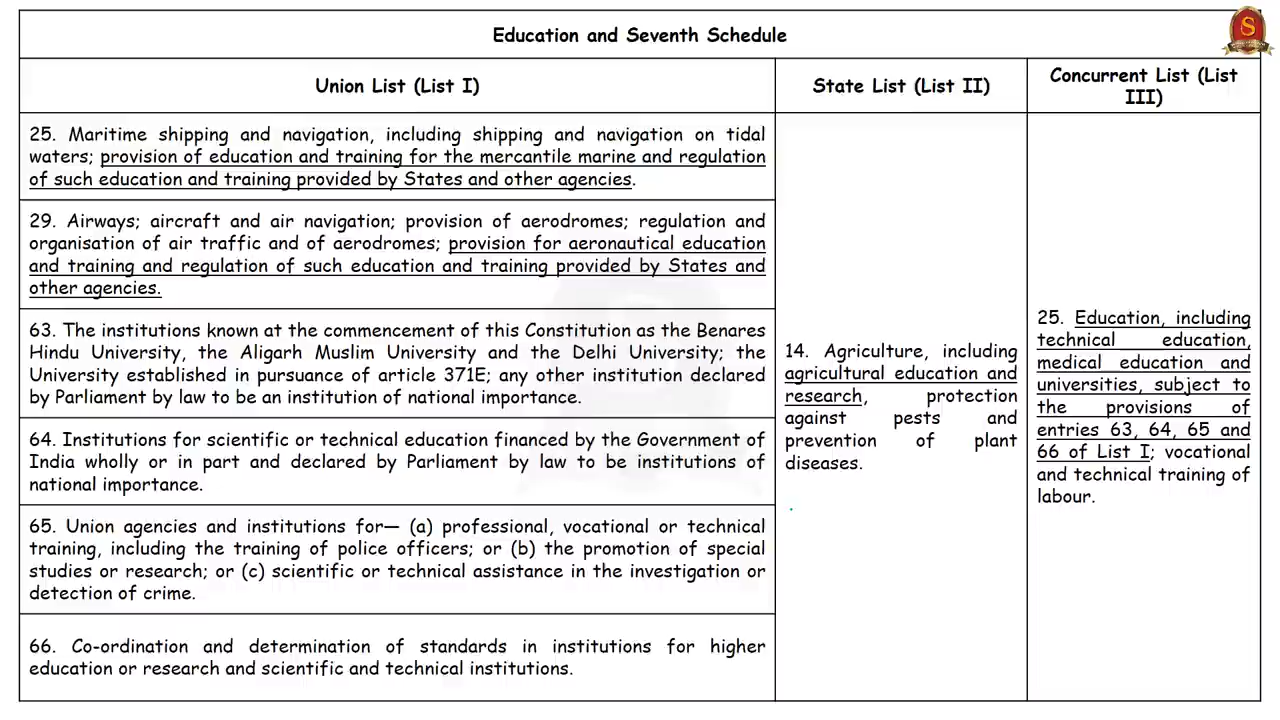 Education and Seventh Schedule
Union List (List I)
State List (List II)
Concurrent List (List
III)
25. Maritime shipping and navigation, including shipping and navigation on tidal
waters; provision of education and training for the mercantile marine and regulation
of such education and training provided by States and other agencies.
29. Airways; aircraft and air navigation; provision of aerodromes; regulation and
organisation of air traffic and of aerodromes; provision for aeronautical education
and training and regulation of such education and training provided by States and
other agencies.
63. The institutions known at the commencement of this Constitution as the Benares
Hindu University, the Aligarh Muslim University and the Delhi University; the
University established in pursuance of article 371E; any other institution declared
by Parliament by law to be an institution of national importance.
64. Institutions for scientific or technical education financed by the Government of
India wholly or in part and declared by Parliament by law to be institutions of
national importance.
65. Union agencies and institutions for— (a) professional, vocational or technical
training, including the training of police officers; or (b) the promotion of special
studies or research; or (c) scientific or technical assistance in the investigation or
detection of crime.
66. Co-ordination and determination of standards in institutions for higher
education or research and scientific and technical institutions.
14. Agriculture, including
agricultural education and
research, protection
against pests and
prevention of plant
diseases.
25. Education, including
technical education,
medical education and
universities, subject to
the provisions of
entries 63, 64, 65 and
66 of List I; vocational
and technical training of
labour.
S